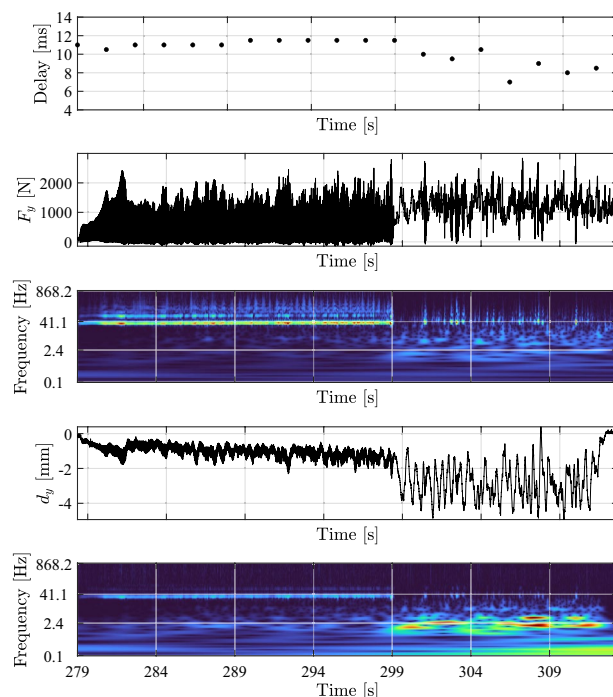 14
12
10
8
6
4
Delay [ms]
Time [s]
2000
1000
0
F_y [N]
Time [s]
868.2
41.1
2.4
0.1
Frequency [Hz]
Time [s]
0
-2
-4
d_y [mm]
Time [s]
868.2
41.1
2.4
0.1
Frequency [Hz]
279 284 289 294 299 304 309
Time [s]